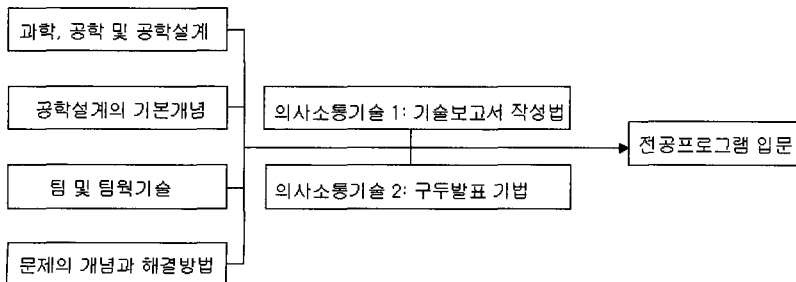 과학, 공학 및 공학설계
공학설계의 기본개념
팀 및 팀웍기술
문제의 개념과 해결방법
의사소통기술 1: 기술보고서 작성법
의사소통기술 2: 구두발표 기법
전공프로그램 입문